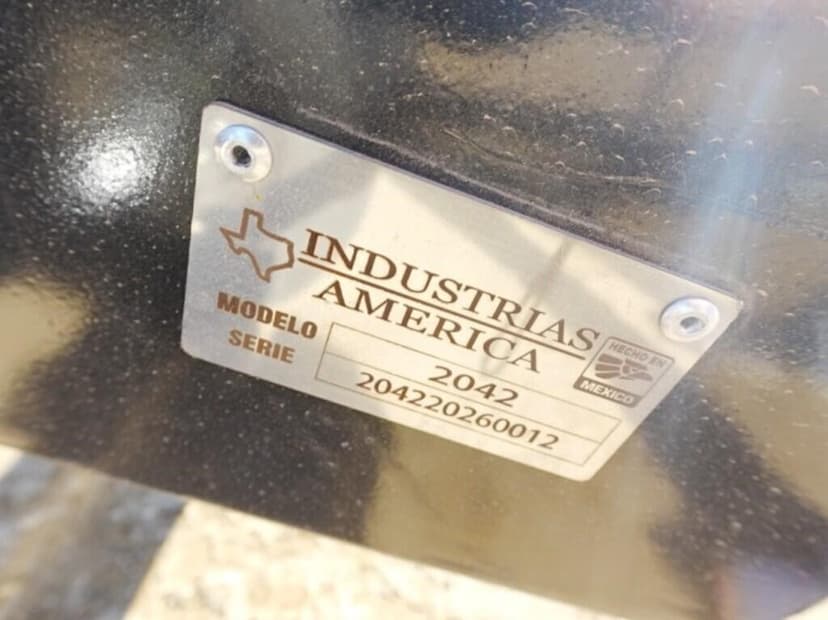 INDUSTRIAS
AMERICA
HECHO EN
MEXICO
MODELO 2042
SERIE 204220260012